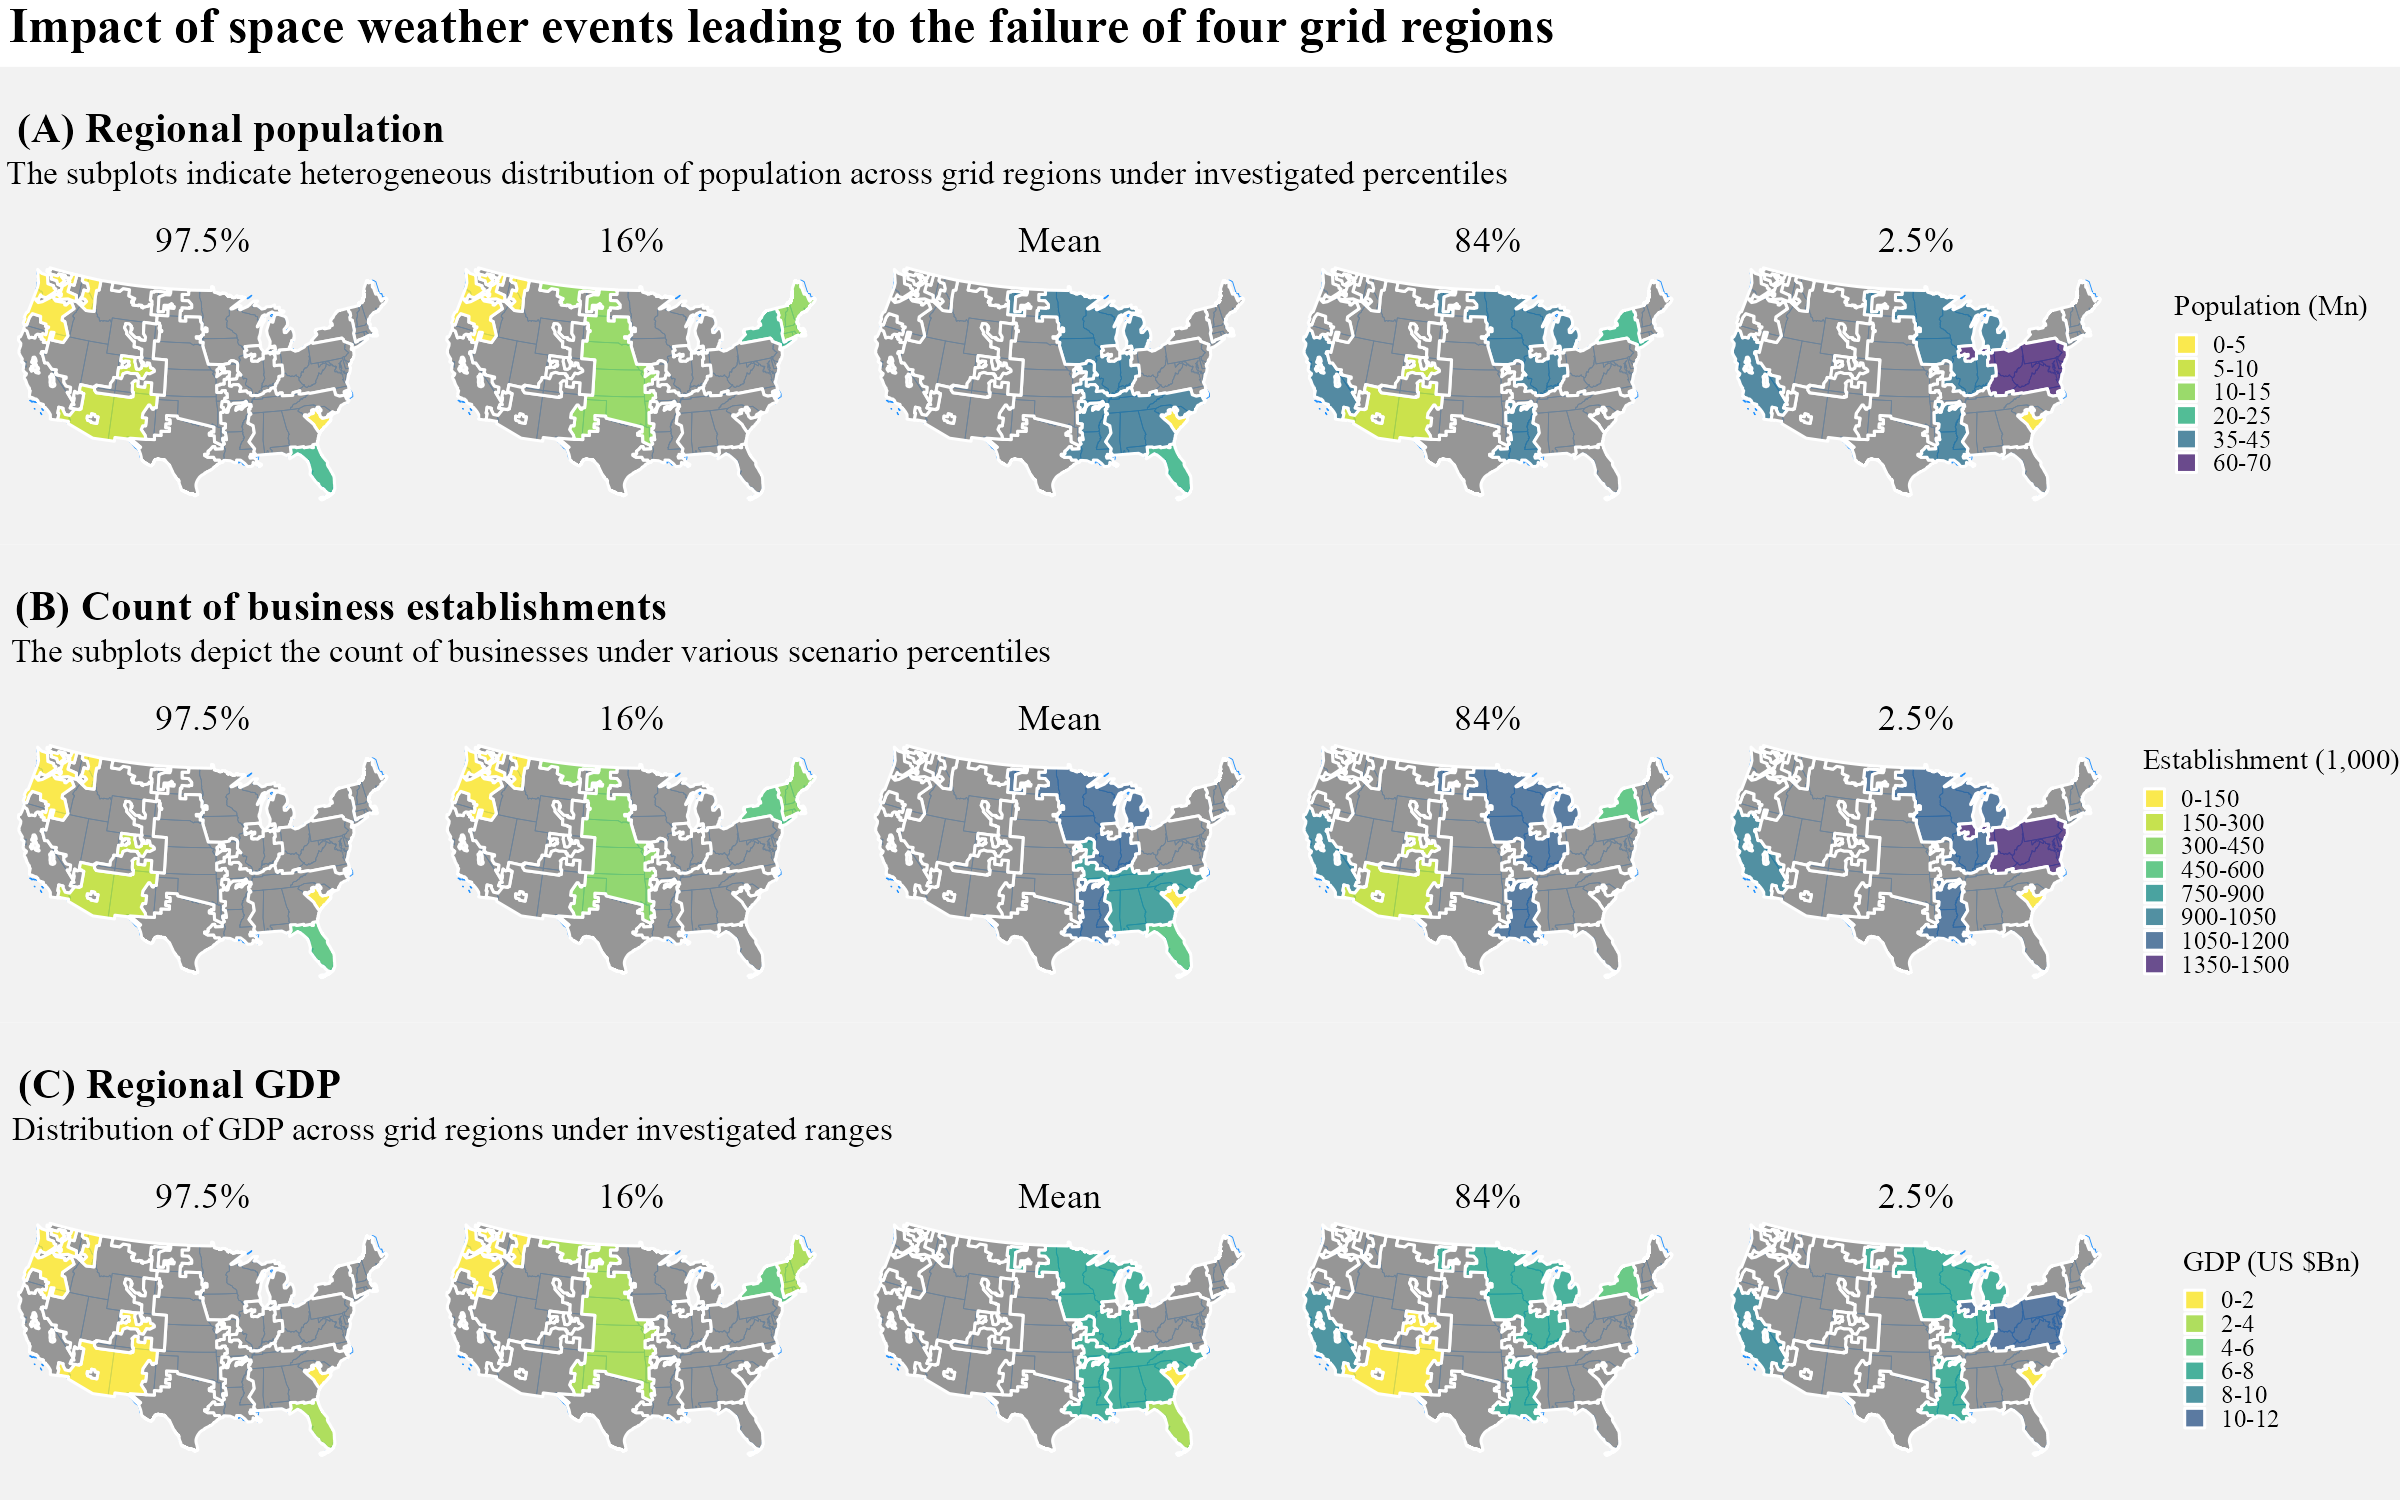 Impact of space weather events leading to the failure of four grid regions
(A) Regional population
The subplots indicate heterogeneous distribution of population across grid regions under investigated percentiles
97.5% 16% Mean 84% 2.5%
Population (Mn)
0-5
5-10
10-15
20-25
35-45
60-70
(B) Count of business establishments
The subplots depict the count of businesses under various scenario percentiles
97.5% 16% Mean 84% 2.5%
Establishment (1,000)
0-150
150-300
300-450
450-600
750-900
900-1050
1050-1200
1350-1500
(C) Regional GDP
Distribution of GDP across grid regions under investigated ranges
97.5% 16% Mean 84% 2.5%
GDP (US $Bn)
0-2
2-4
4-6
6-8
8-10
10-12